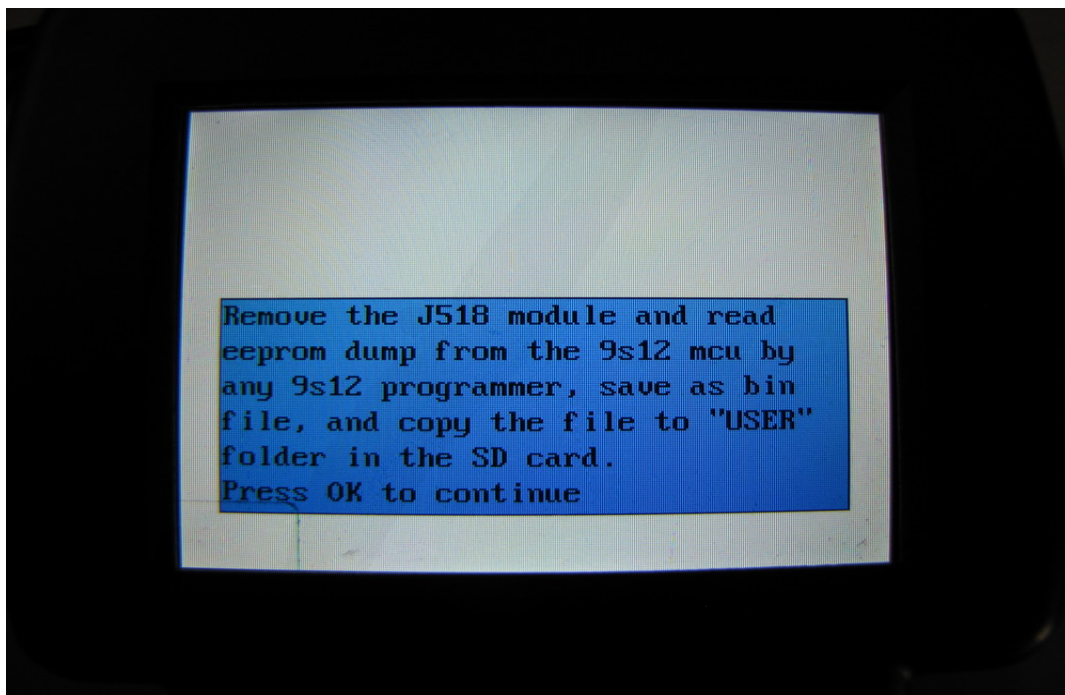 Remove the J518 module and read
eeprom dump from the 9s12 mcu by
any 9s12 programmer, save as bin
file, and copy the file to "USER"
folder in the SD card.
Press OK to continue